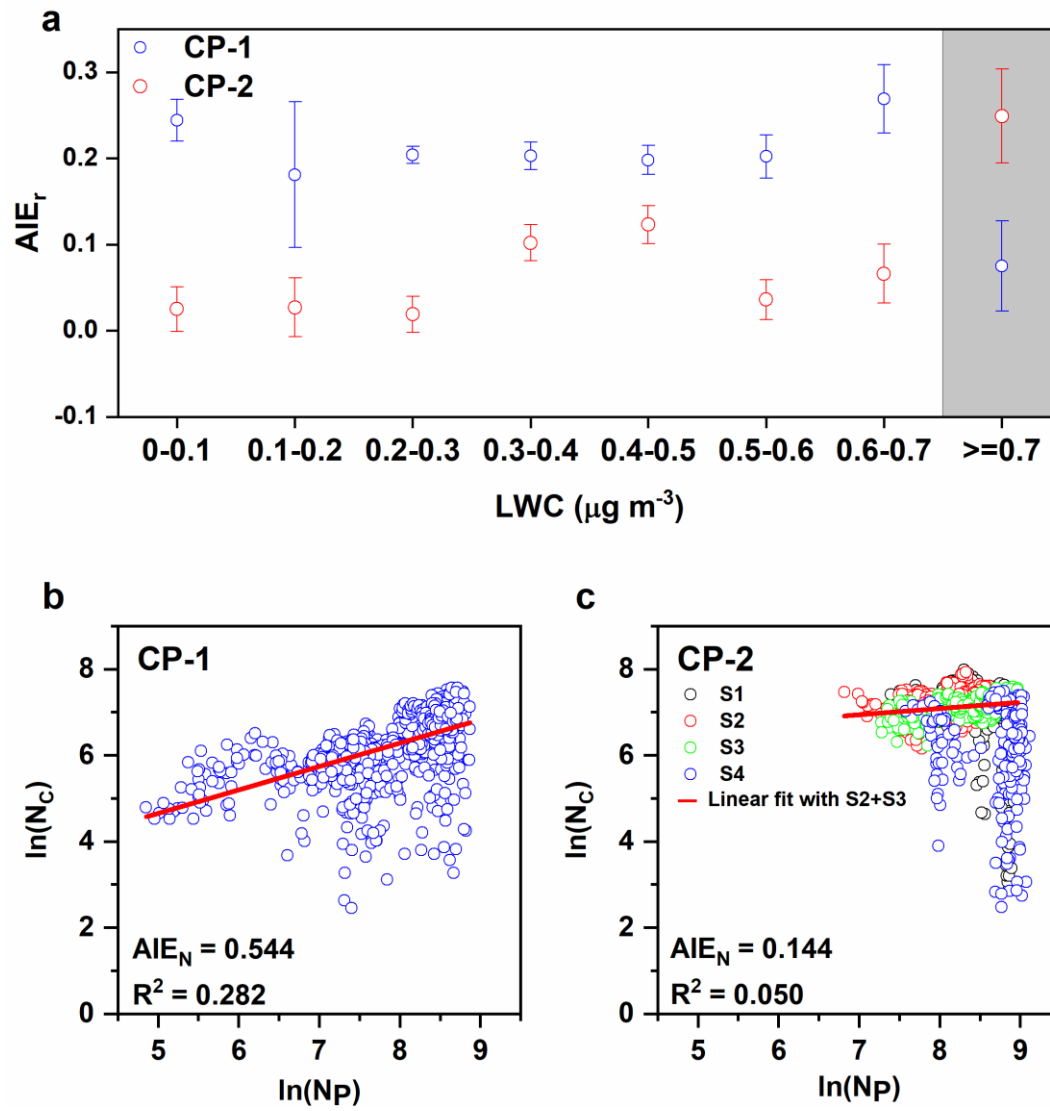 a
CP-1
CP-2
0.3
0.2
0.1
0.0
-0.1
AIEr
0-0.1 0.1-0.2 0.2-0.3 0.3-0.4 0.4-0.5 0.5-0.6 0.6-0.7 >=0.7
LWC (μg m-3)
b
CP-1
8
6
4
2
0
ln(NC)
AIEN = 0.544
R2 = 0.282
5 6 7 8 9
ln(NP)
c
CP-2
S1
S2
S3
S4
Linear fit with S2+S3
8
6
4
2
0
ln(NC)
AIEN = 0.144
R2 = 0.050
5 6 7 8 9
ln(NP)